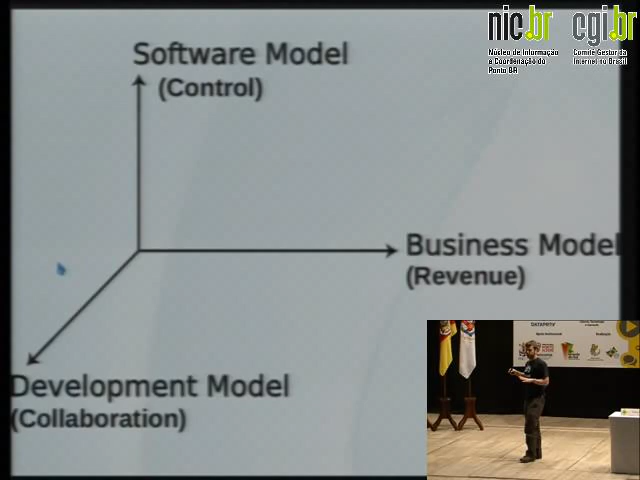 nic.br cgi.br
Núcleo de Informação
e Coordenação do
Ponto BR
Comitê Gestor da
Internet no Brasil
Software Model
(Control)
Business Model
(Revenue)
Development Model
(Collaboration)
DATAPREV